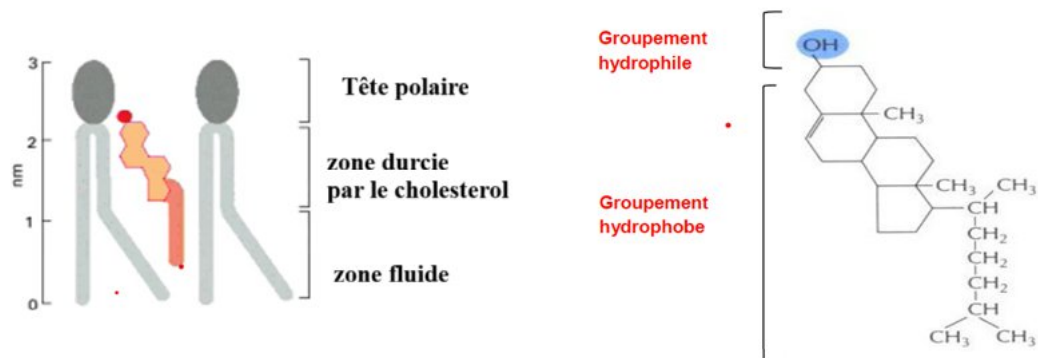 3
2
1
0
nm
Tête polaire
zone durcie
par le cholesterol
zone fluide
Groupement
hydrophile
Groupement
hydrophobe
OH
CH₃
CH₃
CH₃
CH
CH₂
CH₂
CH₂
CH
CH₃
CH₃